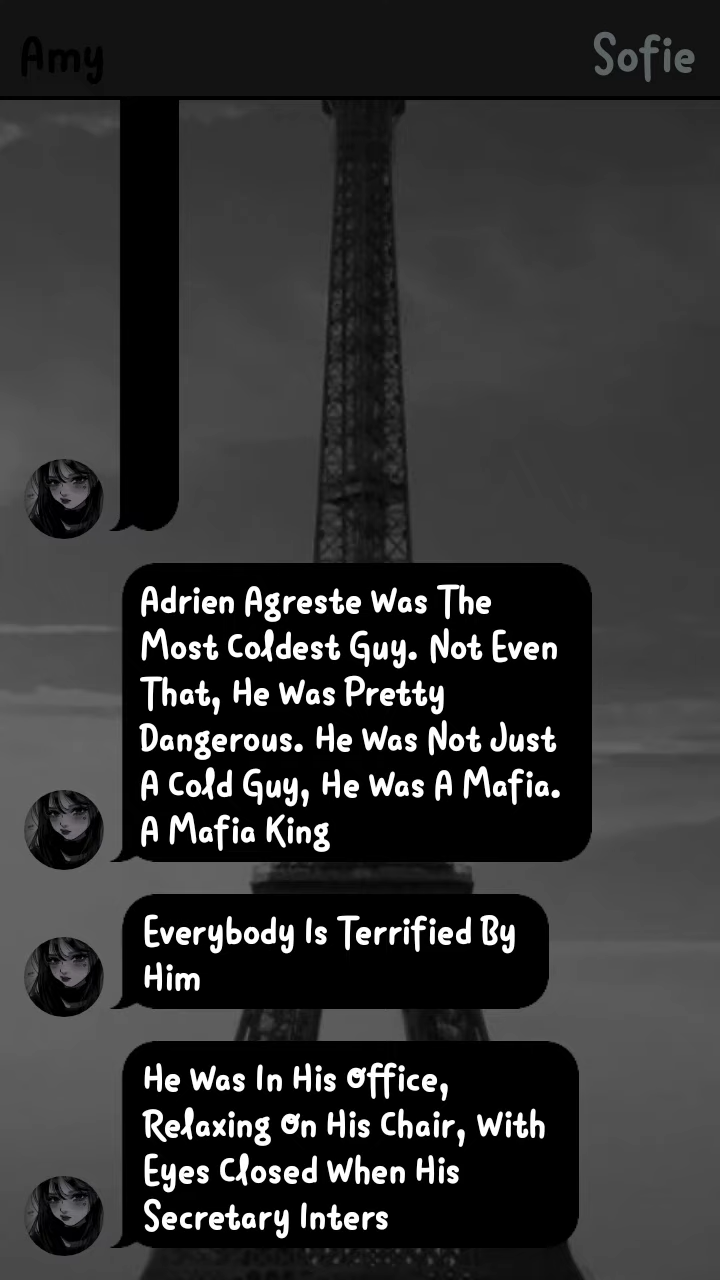 Amy
Sofie
Adrien Agreste Was The
Most Coldest Guy. Not Even
That, He Was Pretty
Dangerous. He Was Not Just
A Cold Guy, He Was A Mafia.
A Mafia King
Everybody Is Terrified By
Him
He Was In His Office,
Relaxing On His Chair, With
Eyes Closed When His
Secretary Inters